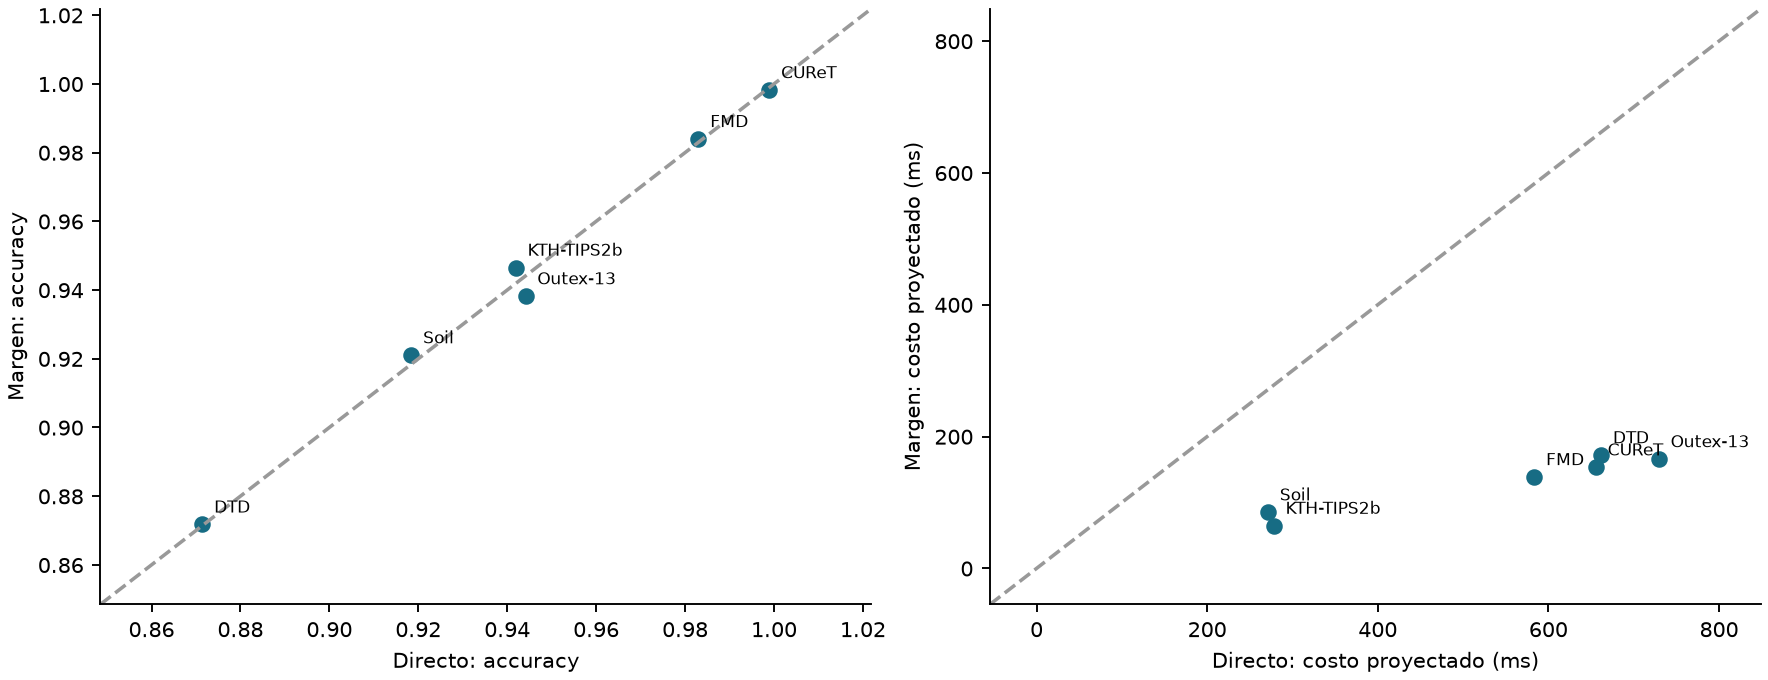 1.02
1.00
0.98
0.96
0.94
0.92
0.90
0.88
0.86
Margen: accuracy
CUReT
FMD
KTH-TIPS2b
Outex-13
Soil
DTD
0.86 0.88 0.90 0.92 0.94 0.96 0.98 1.00 1.02
Directo: accuracy
800
600
400
200
0
Margen: costo proyectado (ms)
DTD
Outex-13
CUReT
FMD
Soil
KTH-TIPS2b
0 200 400 600 800
Directo: costo proyectado (ms)